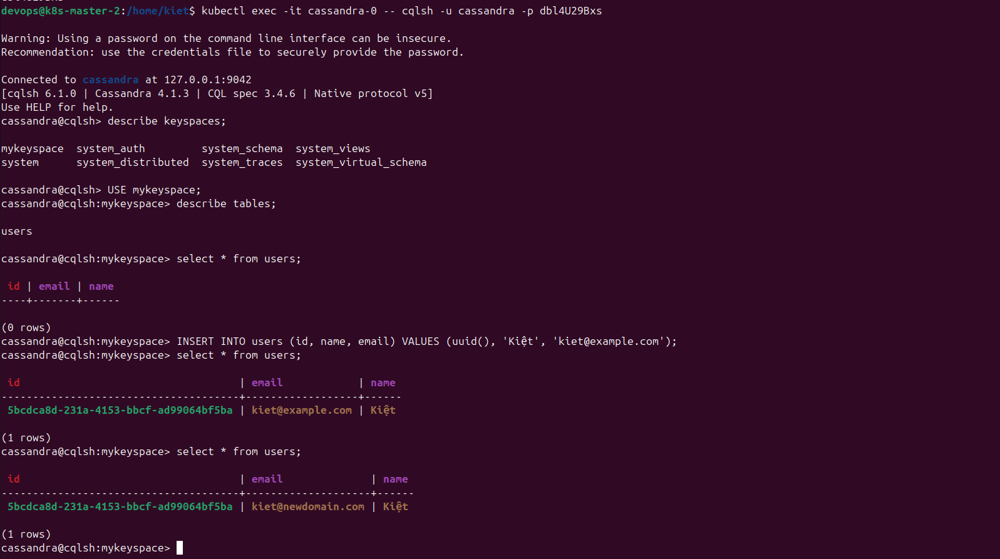 devops@k8s-master-2:/home/kiet$ kubectl exec -it cassandra-0 -- cqlsh -u cassandra -p dbl4U29Bxs
Warning: Using a password on the command line interface can be insecure.
Recommendation: use the credentials file to securely provide the password.
Connected to cassandra at 127.0.0.1:9042
[cqlsh 6.1.0 | Cassandra 4.1.3 | CQL spec 3.4.6 | Native protocol v5]
Use HELP for help.
cassandra@cqlsh> describe keyspaces;
mykeyspace  system_auth         system_schema  system_views
system      system_distributed  system_traces  system_virtual_schema
cassandra@cqlsh> USE mykeyspace;
cassandra@cqlsh:mykeyspace> describe tables;
users
cassandra@cqlsh:mykeyspace> select * from users;
 id | email | name
----+-------+------
(0 rows)
cassandra@cqlsh:mykeyspace> INSERT INTO users (id, name, email) VALUES (uuid(), 'Kiệt', 'kiet@example.com');
cassandra@cqlsh:mykeyspace> select * from users;
 id                                   | email            | name
--------------------------------------+------------------+------
 5bcdca8d-231a-4153-bbcf-ad99064bf5ba | kiet@example.com | Kiệt
(1 rows)
cassandra@cqlsh:mykeyspace> select * from users;
 id                                   | email              | name
--------------------------------------+--------------------+------
 5bcdca8d-231a-4153-bbcf-ad99064bf5ba | kiet@newdomain.com | Kiệt
(1 rows)
cassandra@cqlsh:mykeyspace>